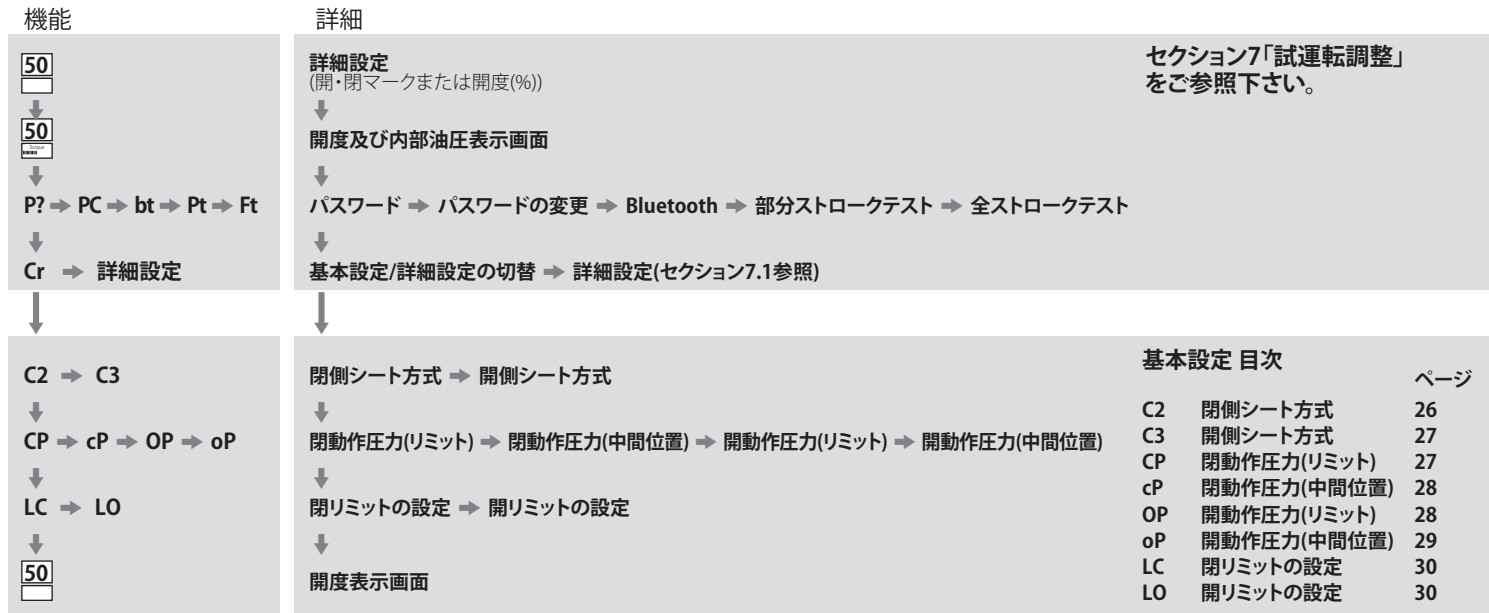 機能
詳細
50
詳細設定
(開・閉マークまたは開度(%))
セクション7「試運転調整」
をご参照下さい。
50
Torque
開度及び内部油圧表示画面
P? ➡ PC ➡ bt ➡ Pt ➡ Ft
パスワード ➡ パスワードの変更 ➡ Bluetooth ➡ 部分ストロークテスト ➡ 全ストロークテスト
Cr ➡ 詳細設定
基本設定/詳細設定の切替 ➡ 詳細設定(セクション7.1参照)
C2 ➡ C3
閉側シート方式 ➡ 開側シート方式
CP ➡ cP ➡ OP ➡ oP
閉動作圧力(リミット) ➡ 閉動作圧力(中間位置) ➡ 開動作圧力(リミット) ➡ 開動作圧力(中間位置)
LC ➡ LO
閉リミットの設定 ➡ 開リミットの設定
50
開度表示画面
基本設定 目次
ページ
C2 閉側シート方式 26
C3 開側シート方式 27
CP 閉動作圧力(リミット) 27
cP 閉動作圧力(中間位置) 28
OP 開動作圧力(リミット) 28
oP 開動作圧力(中間位置) 29
LC 閉リミットの設定 30
LO 開リミットの設定 30